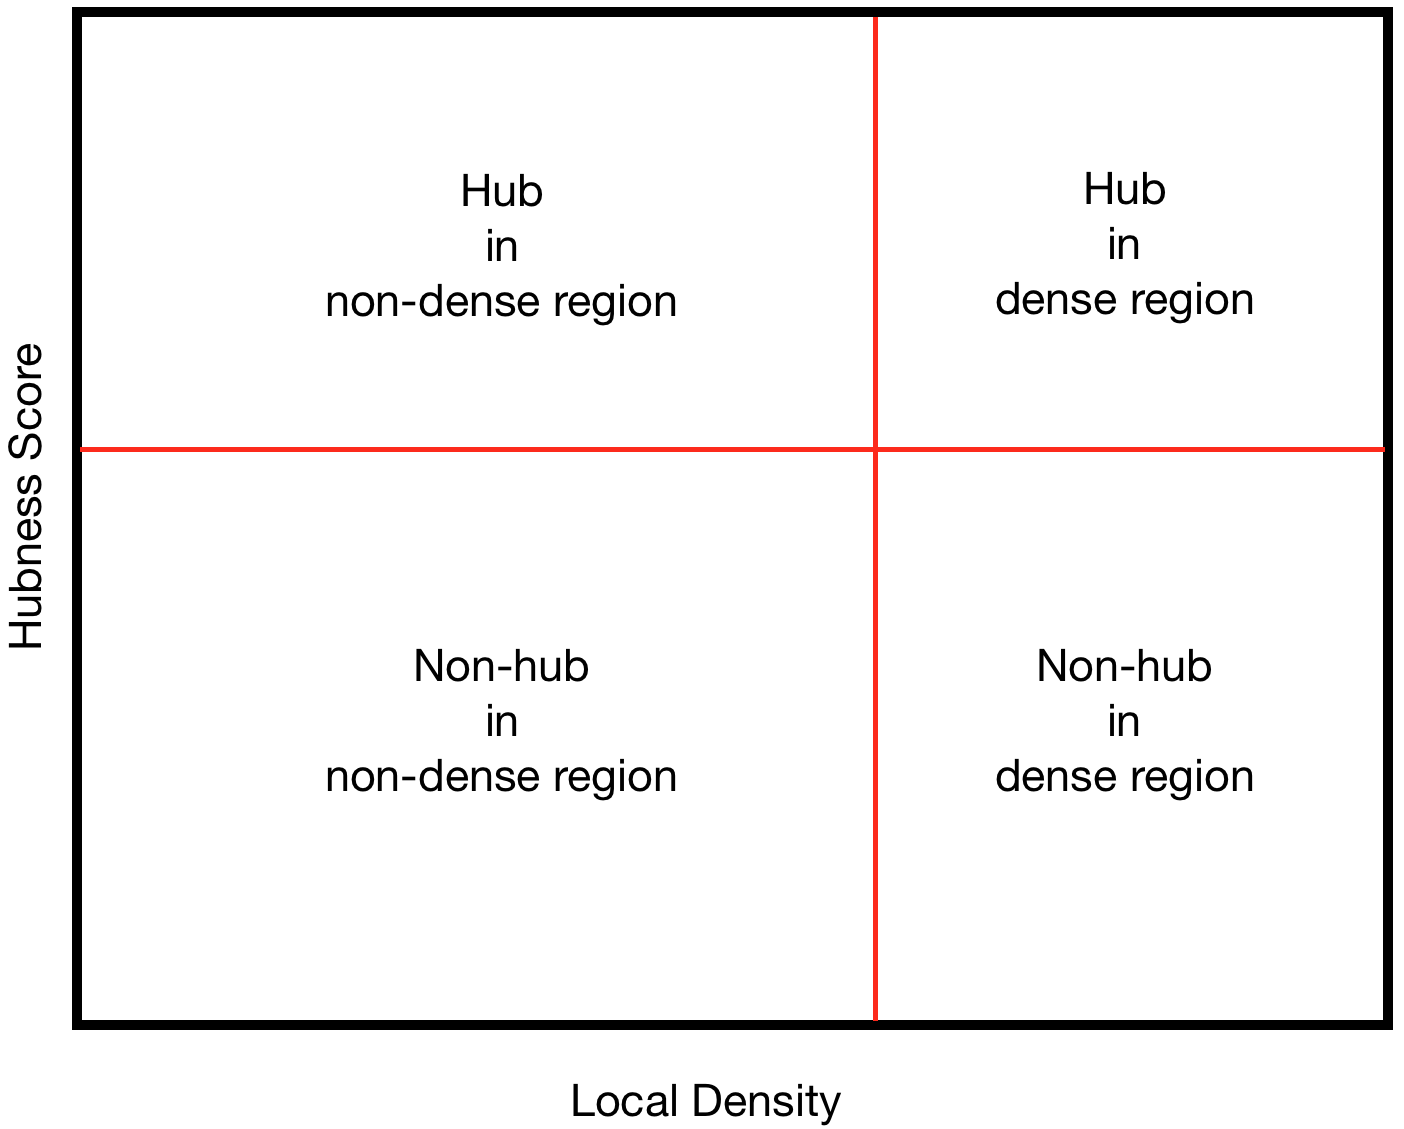 Hub
in
non-dense region
Hub
in
dense region
Hubness Score
Non-hub
in
non-dense region
Non-hub
in
dense region
Local Density